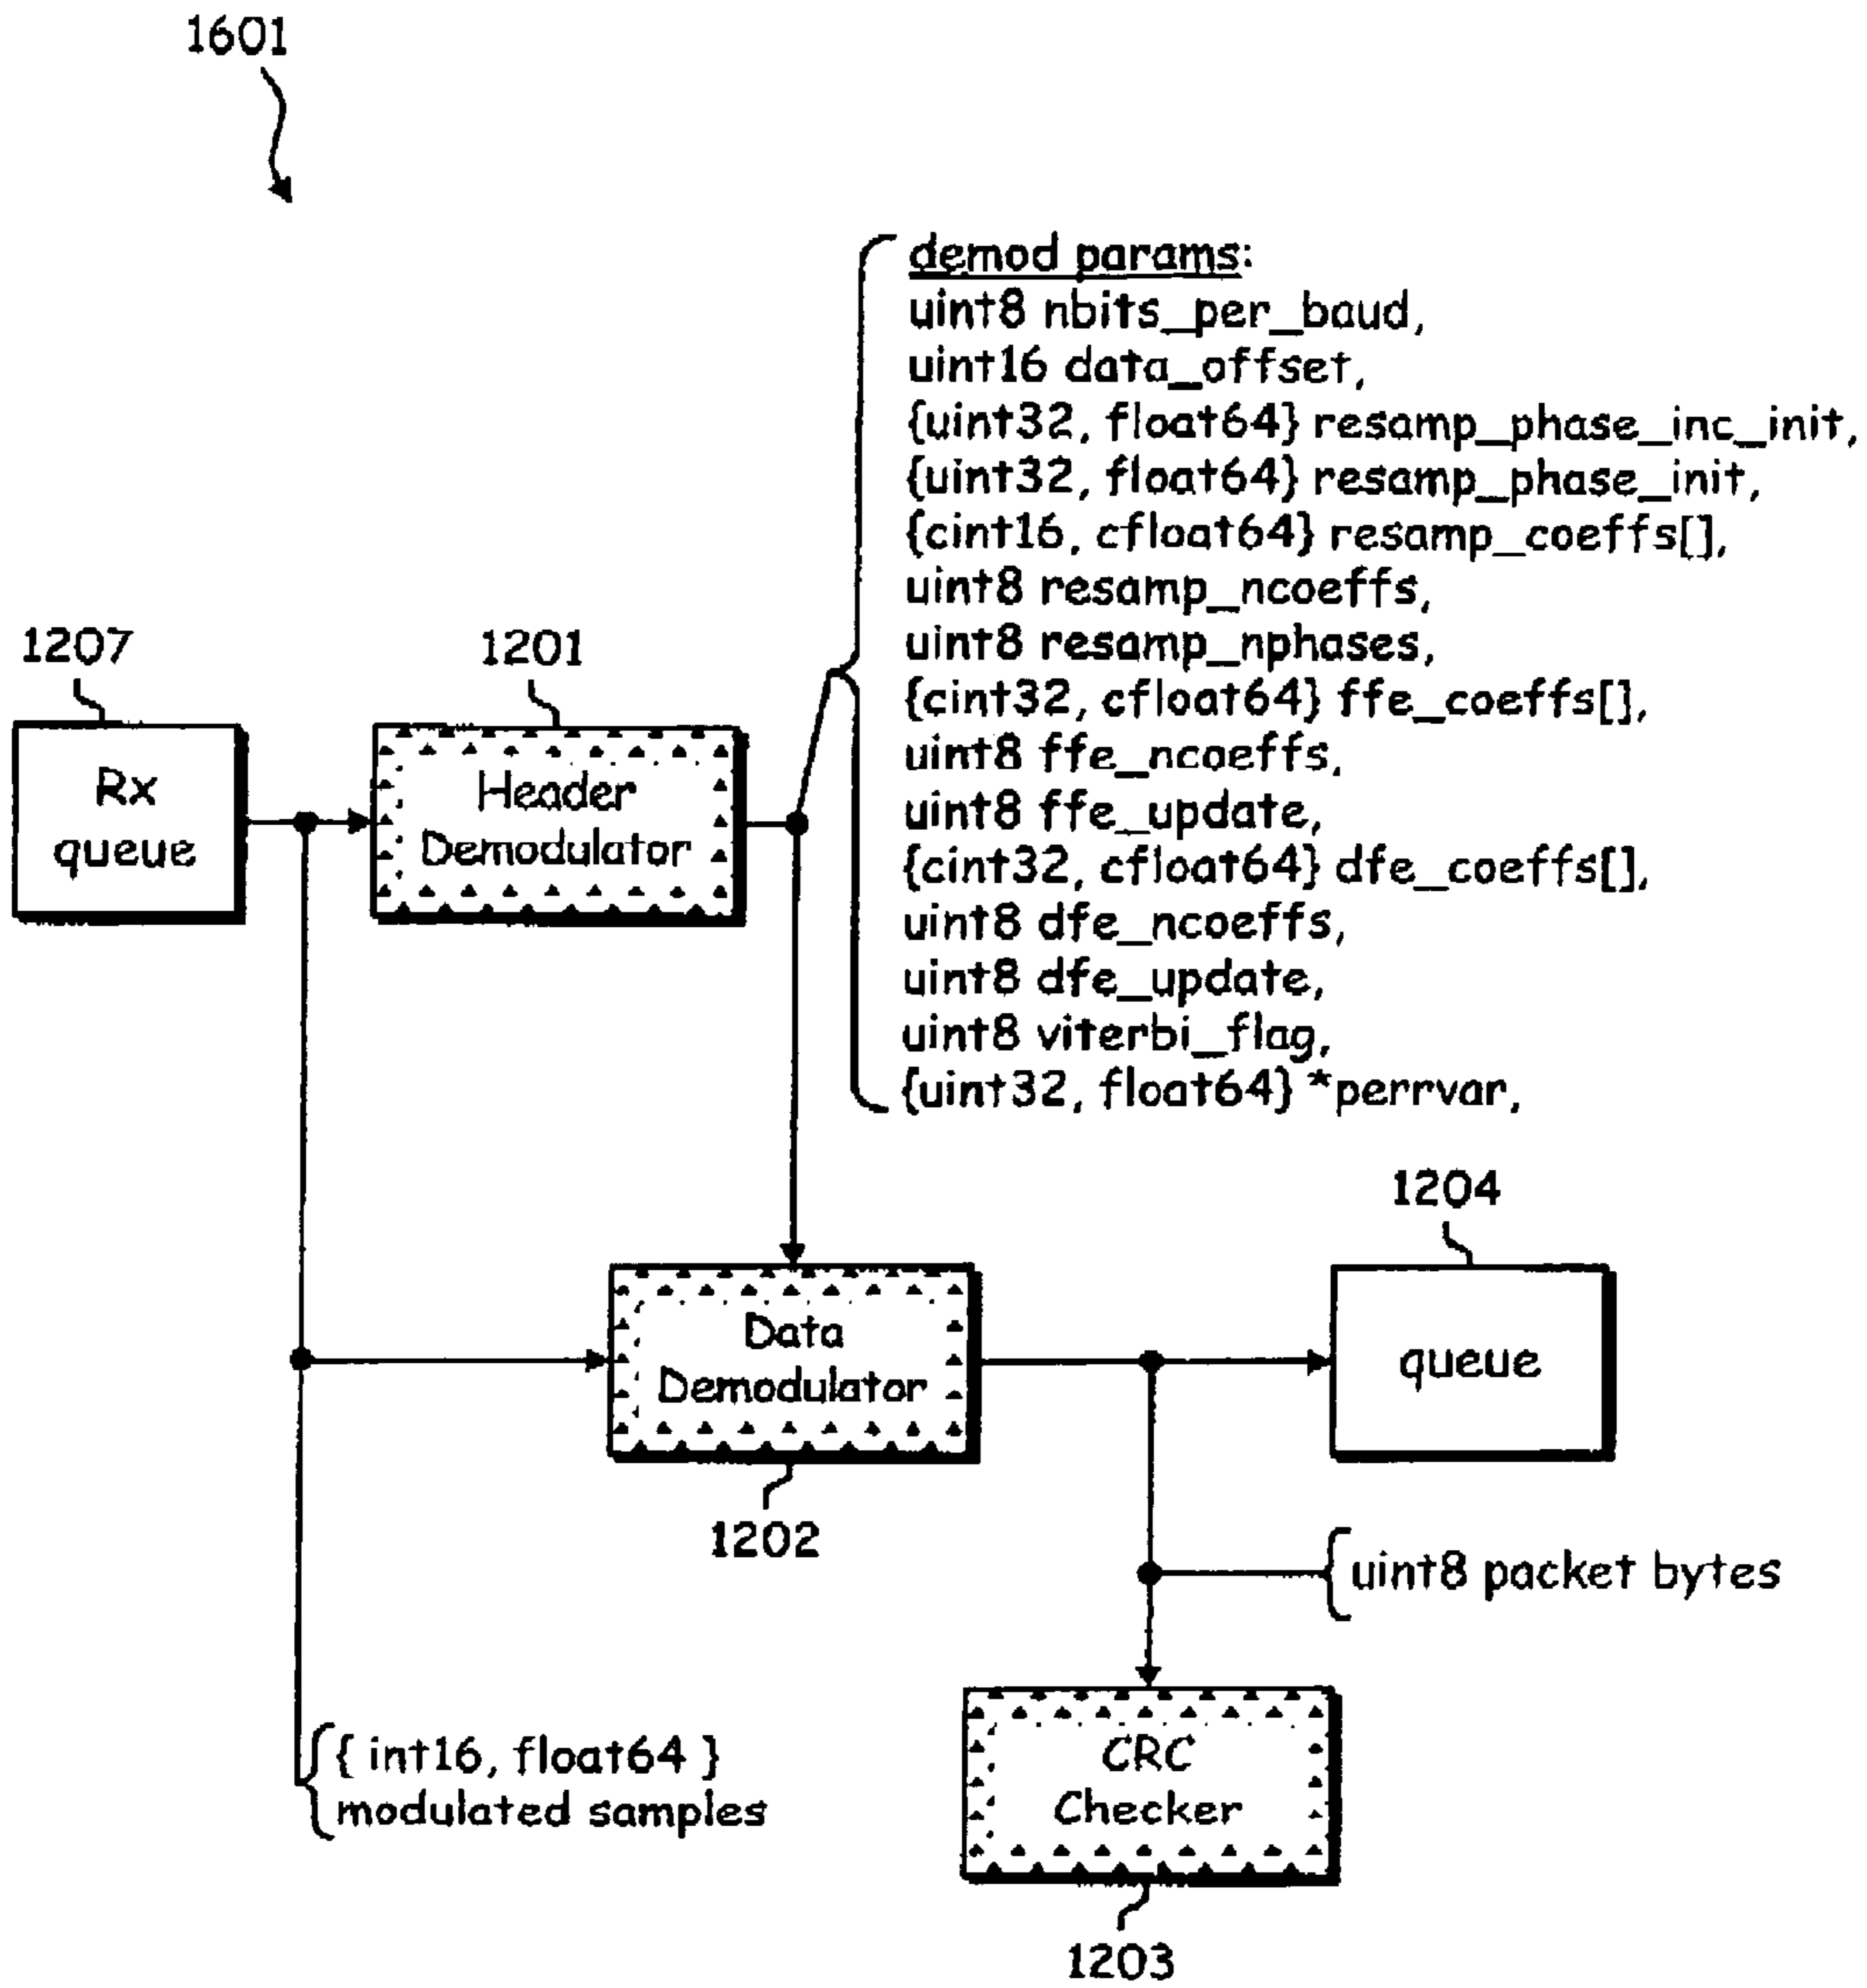 1601
demod params:
uint8 nbits_per_baud,
uint16 data_offset,
{uint32, float64} resamp_phase_inc_init,
{uint32, float64} resamp_phase_init,
{cint16, cfloat64} resamp_coeffs[],
uint8 resamp_ncoeffs,
uint8 resamp_nphases,
{cint32, cfloat64} ffe_coeffs[],
uint8 ffe_ncoeffs,
uint8 ffe_update,
{cint32, cfloat64} dfe_coeffs[],
uint8 dfe_ncoeffs,
uint8 dfe_update,
uint8 viterbi_flag,
{uint32, float64} *perrvar,
1207
Rx
queue
1201
Header
Demodulator
Data
Demodulator
1202
1204
queue
uint8 packet bytes
{ int16, float64 }
modulated samples
CRC
Checker
1203